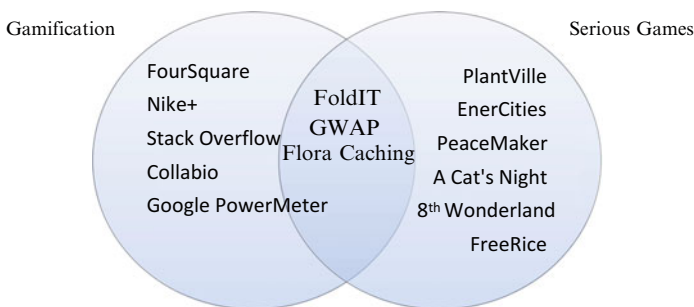 Gamification
Serious Games
FourSquare
Nike+
Stack Overflow
Collabio
Google PowerMeter
FoldIT
GWAP
Flora Caching
PlantVille
EnerCities
PeaceMaker
A Cat's Night
8th Wonderland
FreeRice